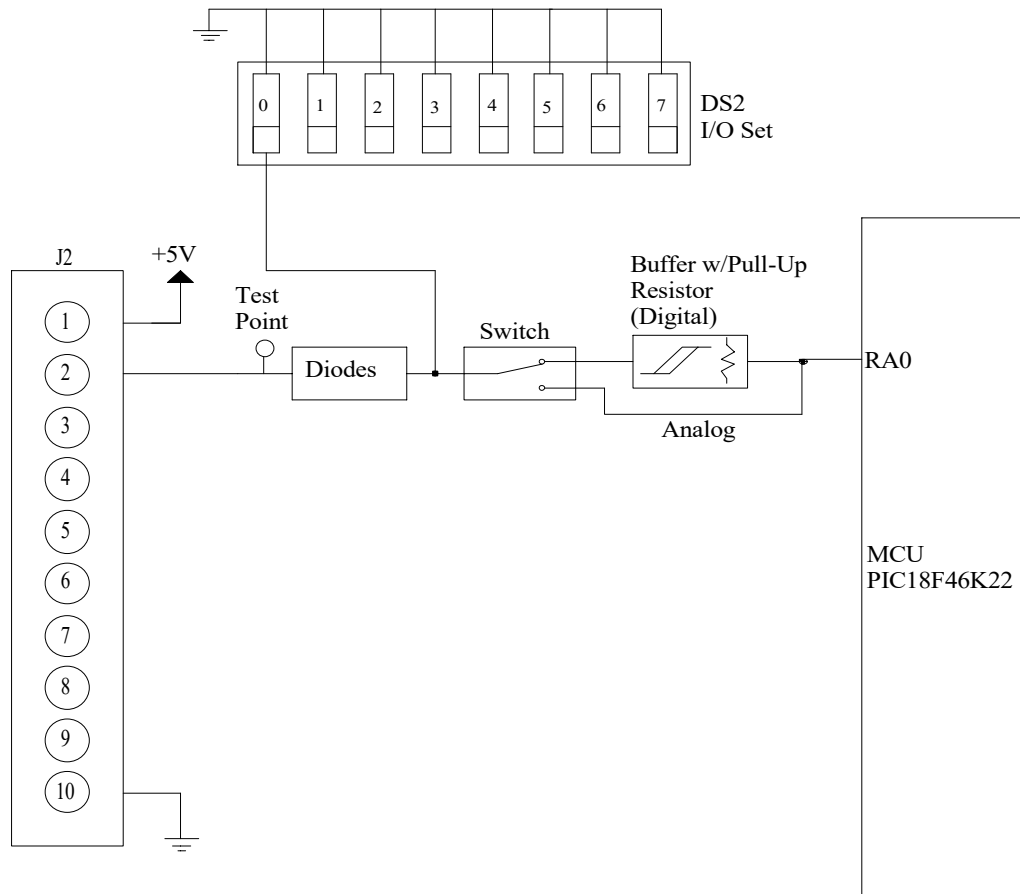 0 1 2 3 4 5 6 7
DS2
I/O Set
J2
+5V
1
2
3
4
5
6
7
8
9
10
Test
Point
Diodes
Switch
Buffer w/Pull-Up
Resistor
(Digital)
Analog
RA0
MCU
PIC18F46K22